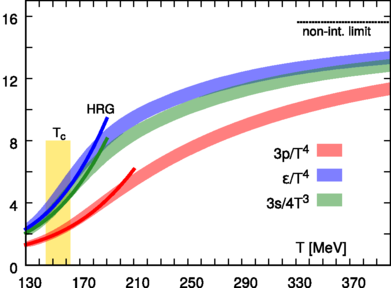 16
non-int. limit
12
HRG
8
Tc
3p/T⁴
ε/T⁴
4
3s/4T³
T [MeV]
0
130 170 210 250 290 330 370